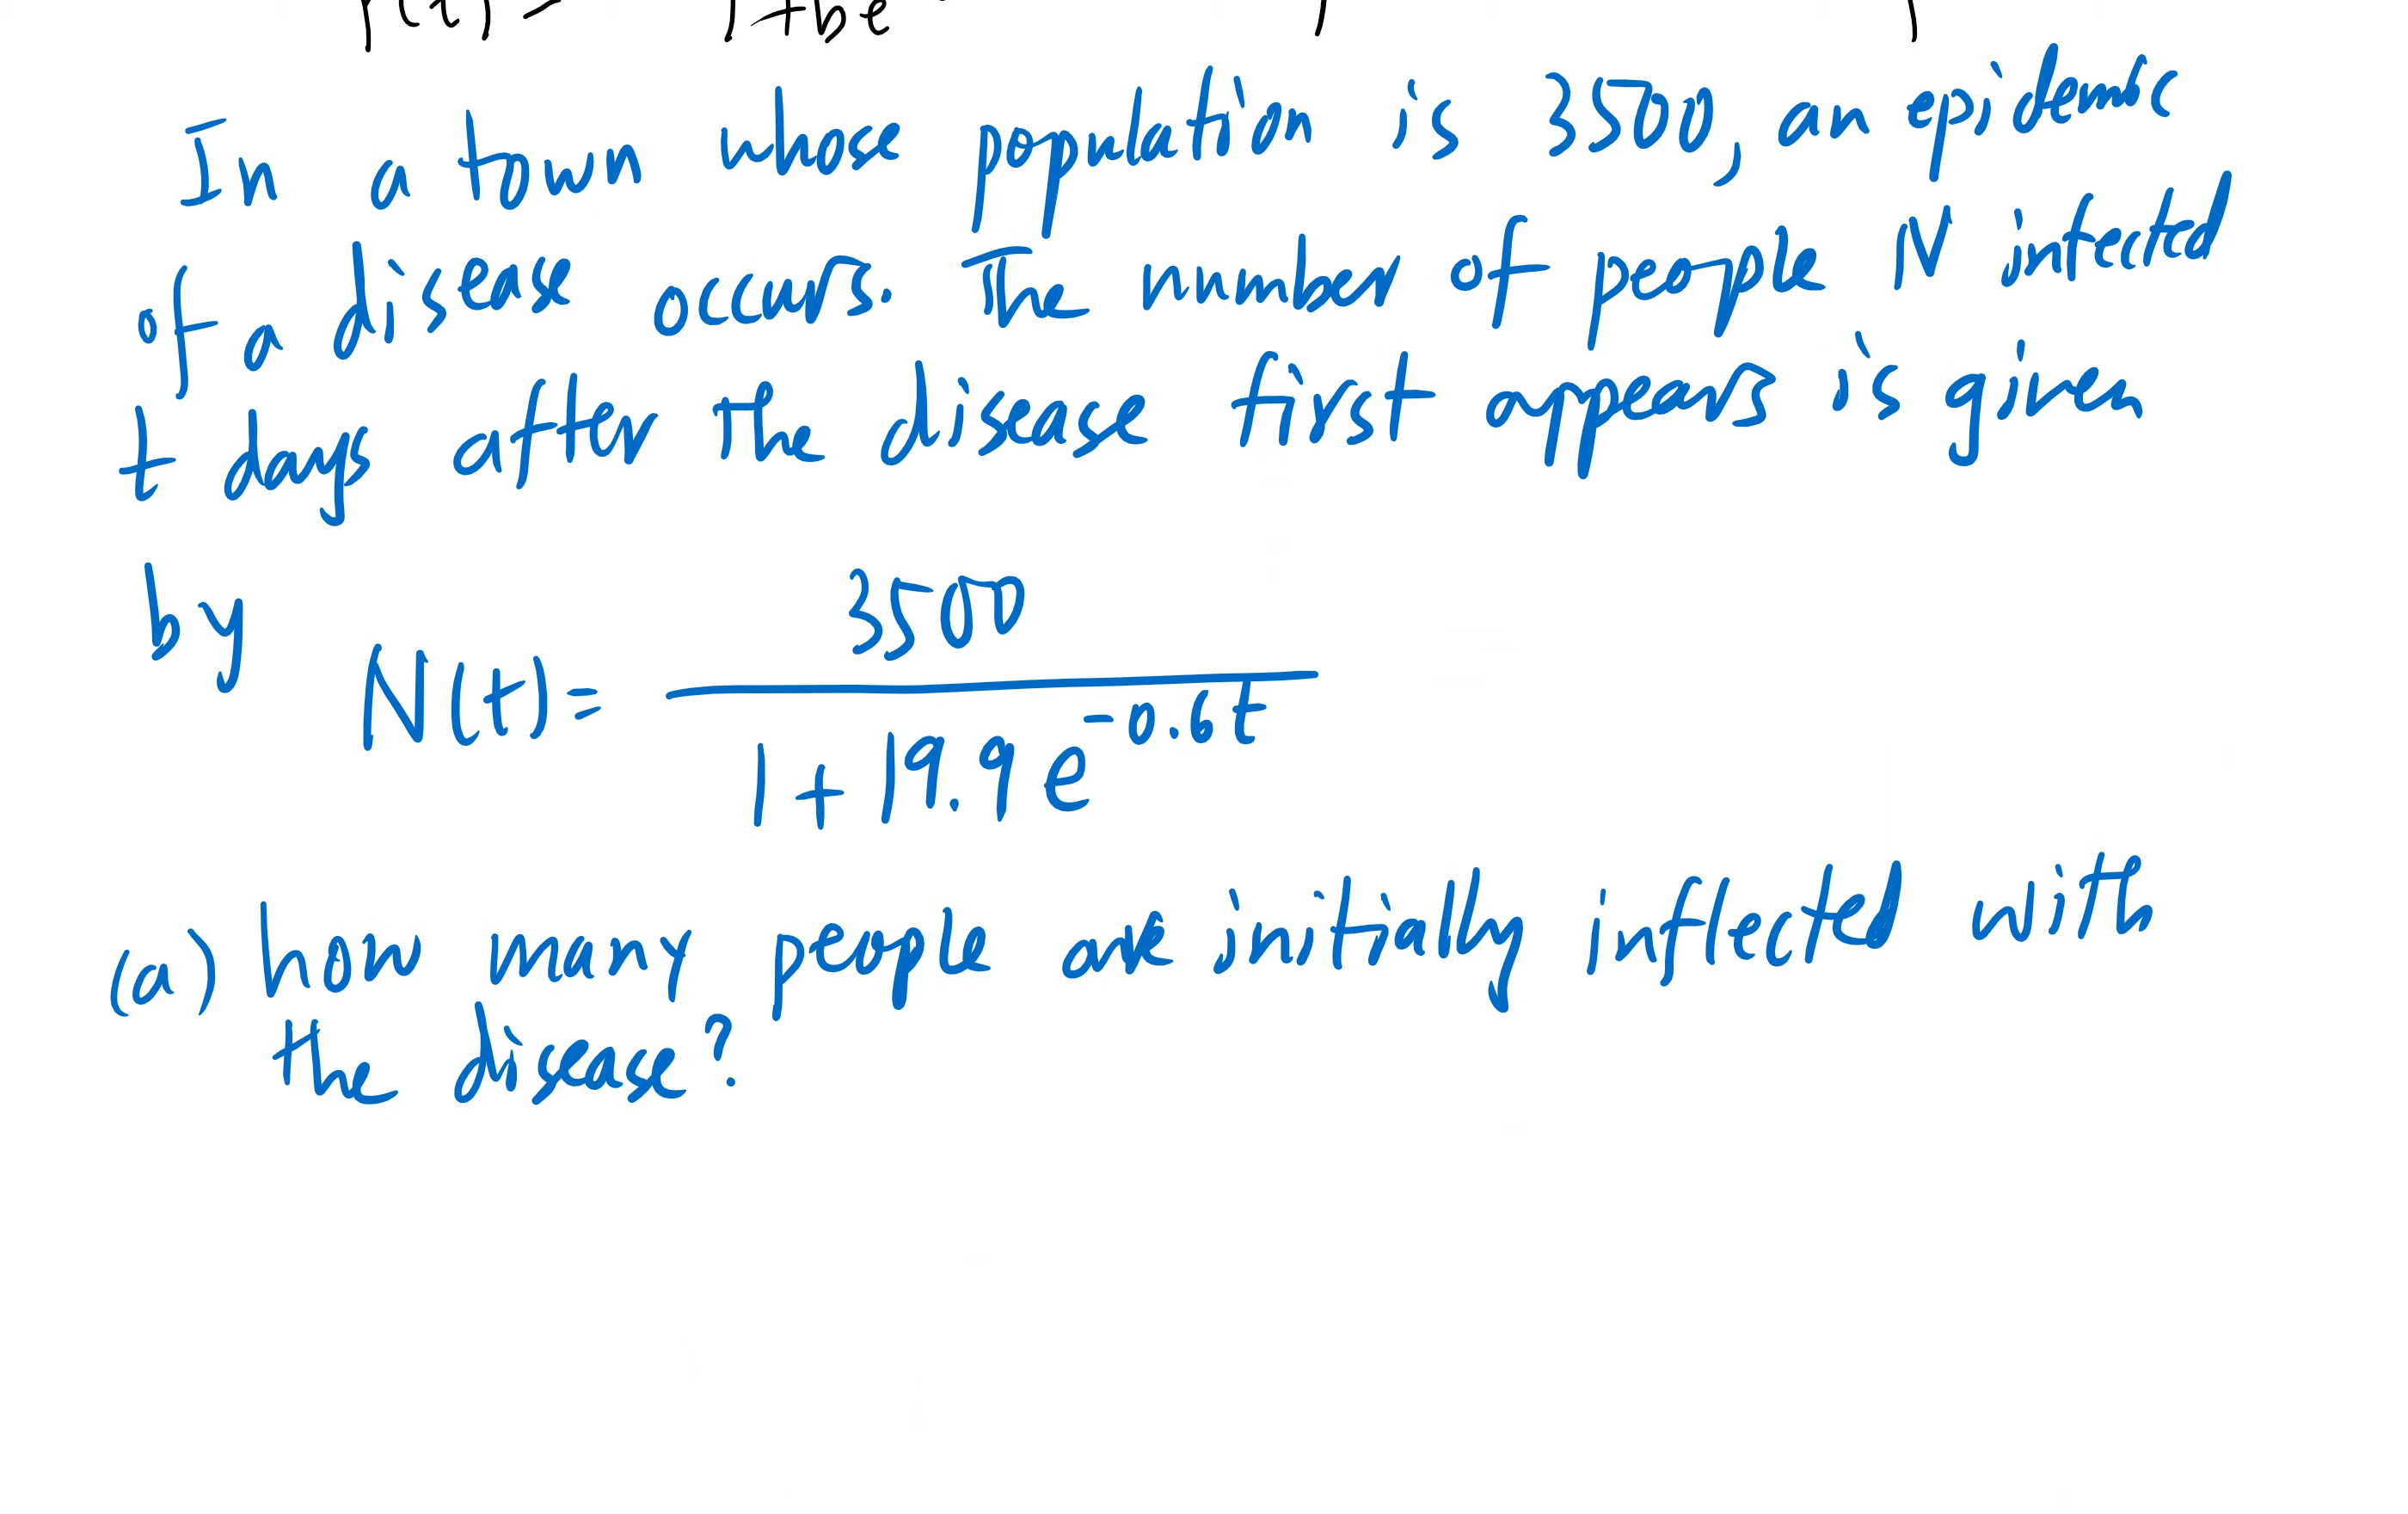 In a town whose population is 3500, an epidemic
of a disease occurs. The number of people N infected
t days after the disease first appears is given
by
N(t) = 3500 / (1 + 19.9 e^{-0.6t})
(a) how many people are initially inflected with
the disease?